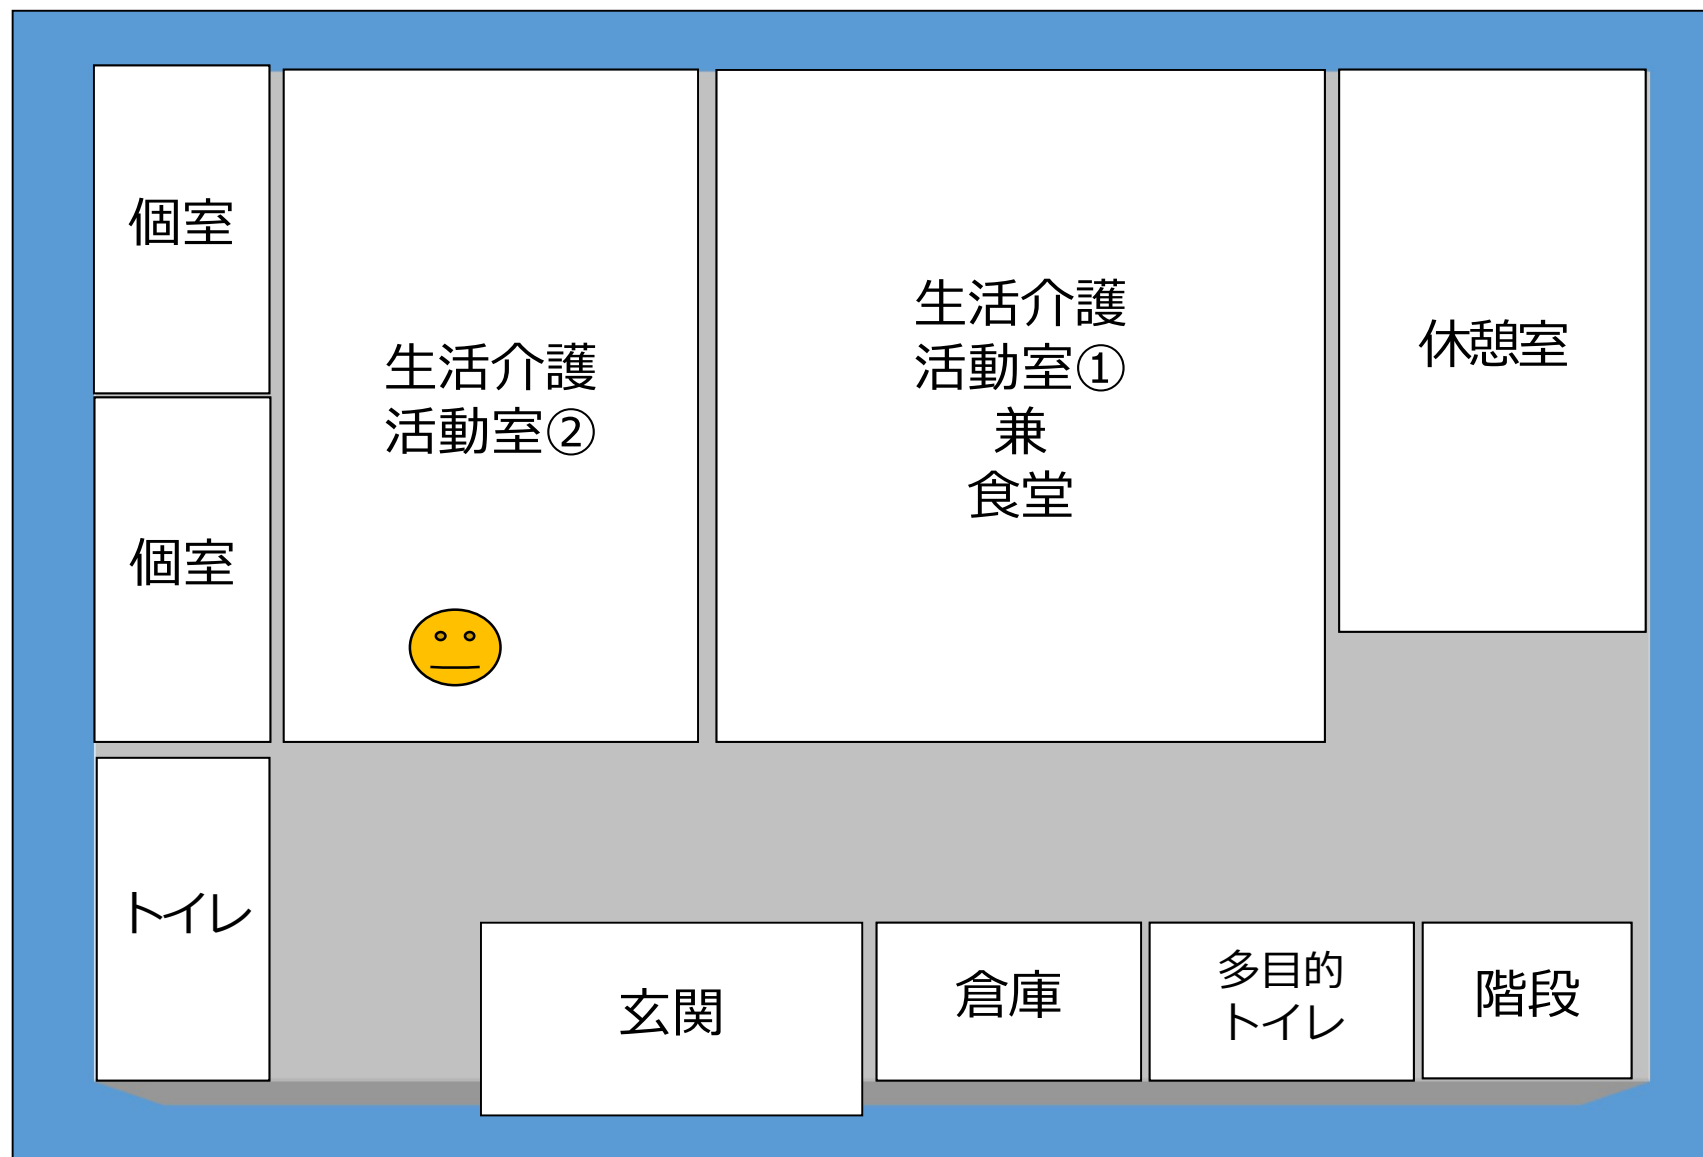 個室
生活介護
活動室②
生活介護
活動室①
兼
食堂
休憩室
個室
トイレ
玄関
倉庫
多目的
トイレ
階段